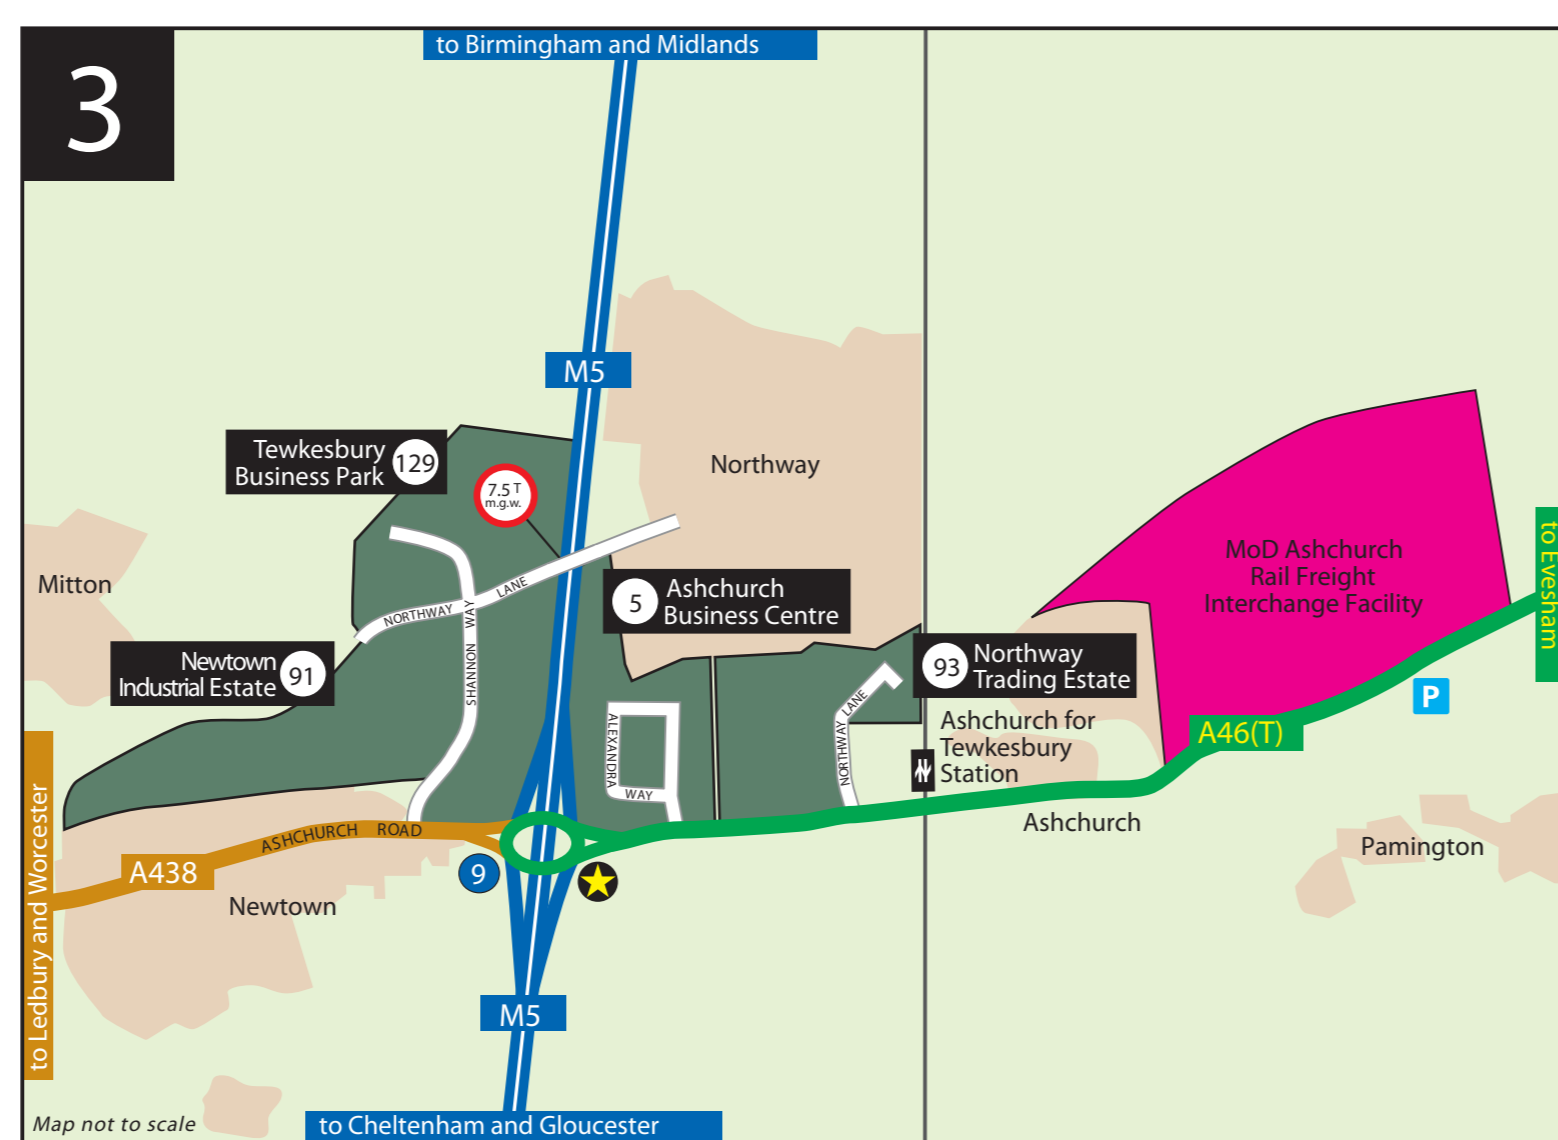 to Birmingham and Midlands
3
M5
Tewkesbury
Business Park
129
7.5 T
m.g.w.
Northway
MoD Ashchurch
Rail Freight
Interchange Facility
to Evesham
Mitton
NORTHWAY LANE
SHANNON WAY
5
Ashchurch
Business Centre
Newtown
Industrial Estate
91
93
Northway
Trading Estate
P
ALEXANDRA
WAY
NORTHWAY LANE
Ashchurch for
Tewkesbury
Station
A46(T)
Ashchurch
Pamington
ASHCHURCH ROAD
A438
9
Newtown
to Ledbury and Worcester
M5
Map not to scale
to Cheltenham and Gloucester